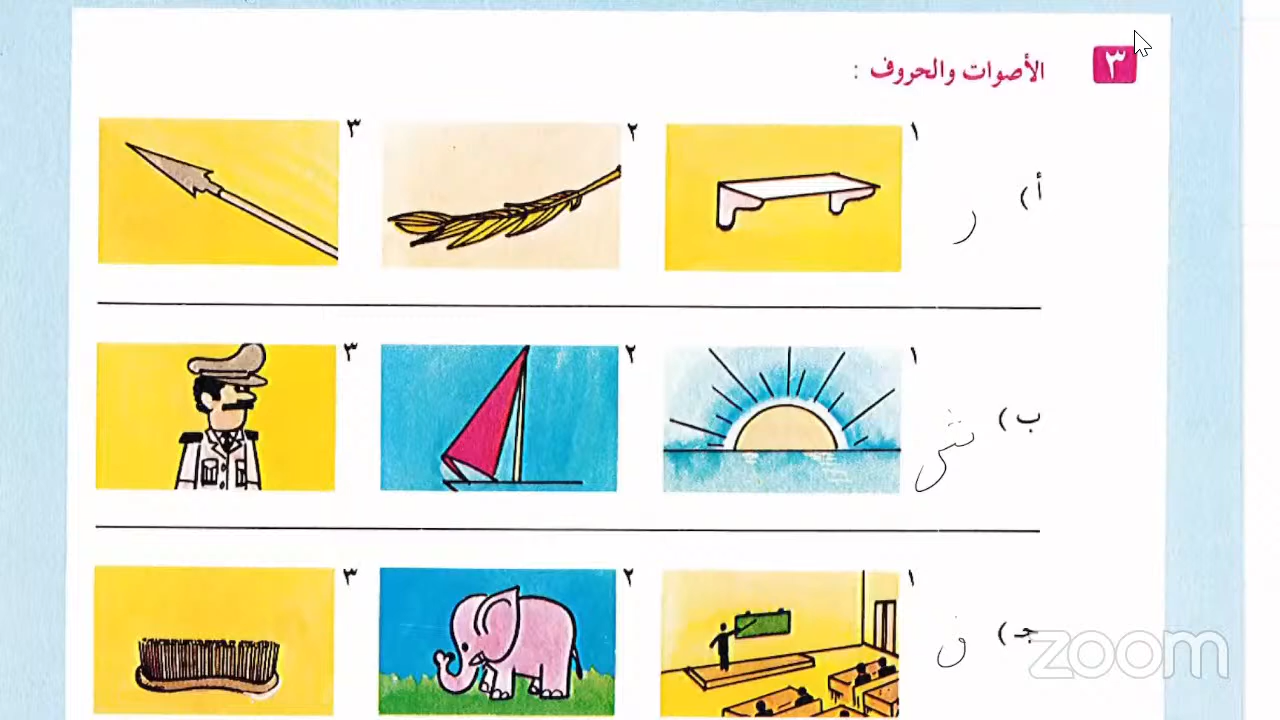 ٣ الأصوات والحروف :
أ) ر ١ ٢ ٣
ب) ش ١ ٢ ٣
جـ) ف ١ ٢ ٣
zoom